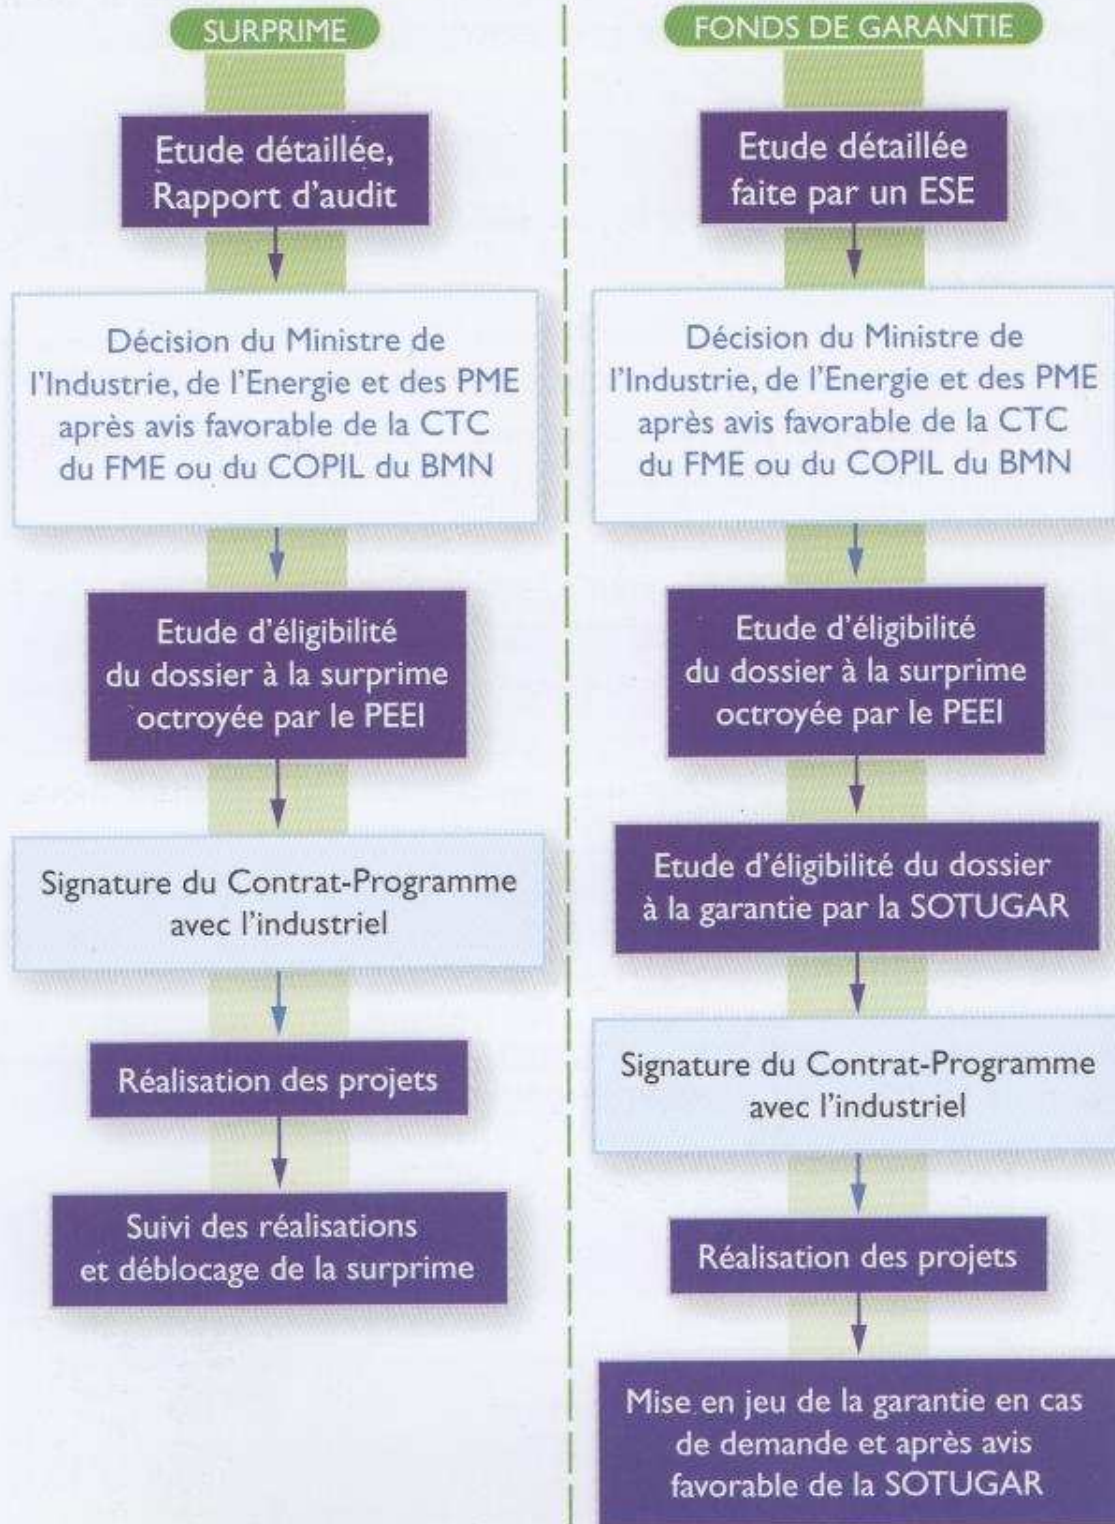 SURPRIME
Etude détaillée,
Rapport d'audit
Décision du Ministre de
l'Industrie, de l'Energie et des PME
après avis favorable de la CTC
du FME ou du COPIL du BMN
Etude d'éligibilité
du dossier à la surprime
octroyée par le PEEI
Signature du Contrat-Programme
avec l'industriel
Réalisation des projets
Suivi des réalisations
et déblocage de la surprime
FONDS DE GARANTIE
Etude détaillée
faite par un ESE
Décision du Ministre de
l'Industrie, de l'Energie et des PME
après avis favorable de la CTC
du FME ou du COPIL du BMN
Etude d'éligibilité
du dossier à la surprime
octroyée par le PEEI
Etude d'éligibilité du dossier
à la garantie par la SOTUGAR
Signature du Contrat-Programme
avec l'industriel
Réalisation des projets
Mise en jeu de la garantie en cas
de demande et après avis
favorable de la SOTUGAR